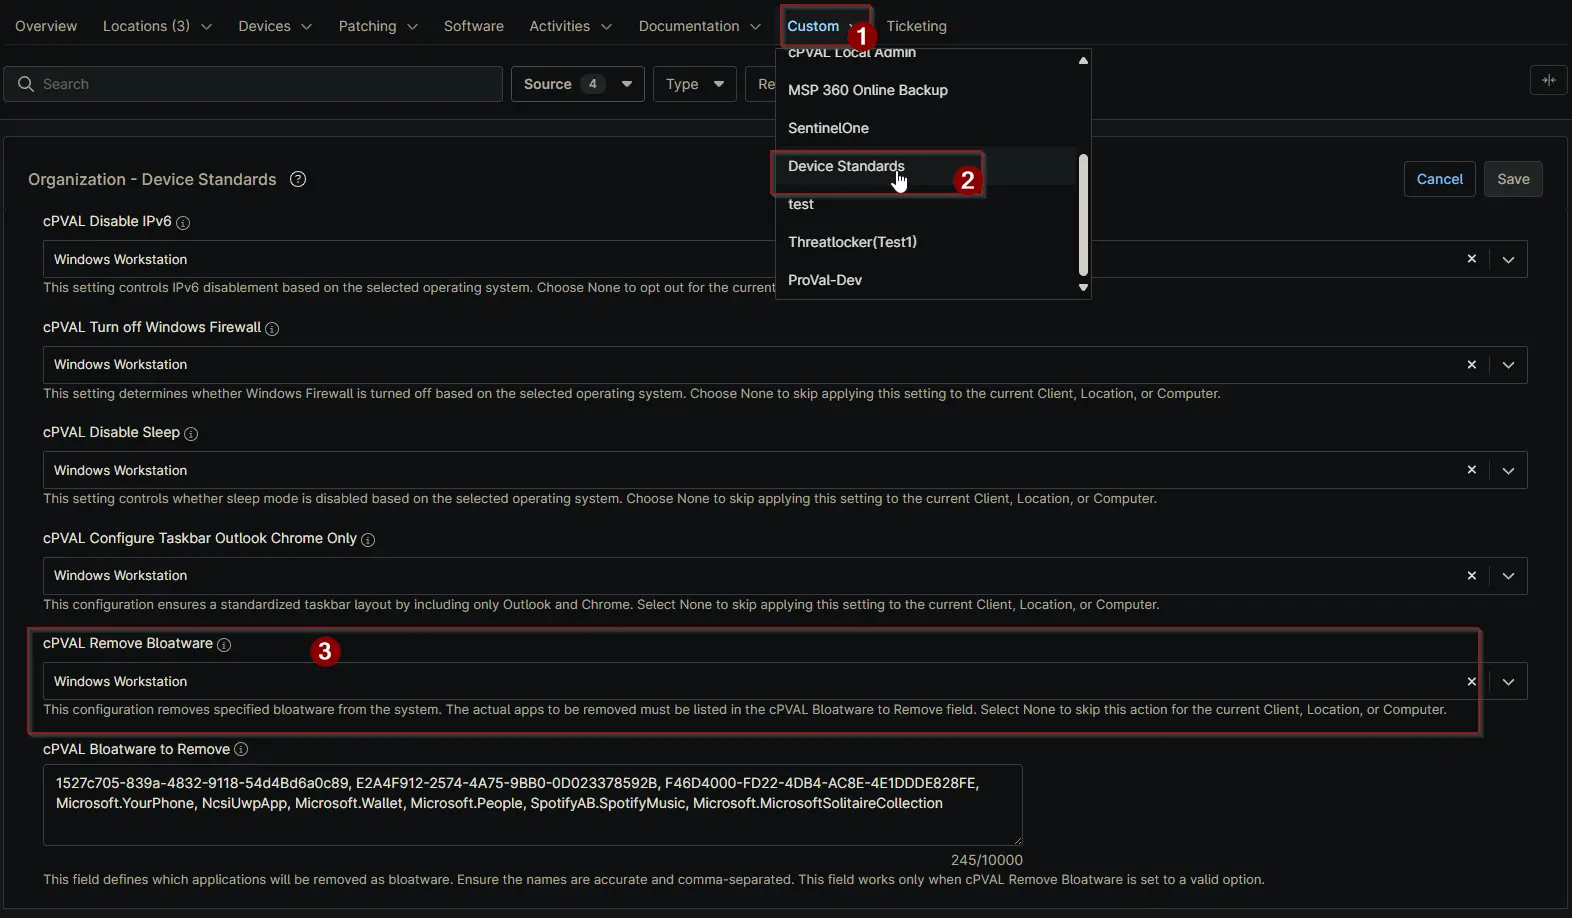 Overview Locations (3) Devices Patching Software Activities Documentation Custom Ticketing
1
Search Source 4 Type Re
cPVAL Local Admin
MSP 360 Online Backup
SentinelOne
Device Standards
2
test
Threatlocker(Test1)
ProVal-Dev
Organization - Device Standards
Cancel Save
cPVAL Disable IPv6
Windows Workstation
This setting controls IPv6 disablement based on the selected operating system. Choose None to opt out for the current
cPVAL Turn off Windows Firewall
Windows Workstation
This setting determines whether Windows Firewall is turned off based on the selected operating system. Choose None to skip applying this setting to the current Client, Location, or Computer.
cPVAL Disable Sleep
Windows Workstation
This setting controls whether sleep mode is disabled based on the selected operating system. Choose None to skip applying this setting to the current Client, Location, or Computer.
cPVAL Configure Taskbar Outlook Chrome Only
Windows Workstation
This configuration ensures a standardized taskbar layout by including only Outlook and Chrome. Select None to skip applying this setting to the current Client, Location, or Computer.
cPVAL Remove Bloatware
3
Windows Workstation
This configuration removes specified bloatware from the system. The actual apps to be removed must be listed in the cPVAL Bloatware to Remove field. Select None to skip this action for the current Client, Location, or Computer.
cPVAL Bloatware to Remove
1527c705-839a-4832-9118-54d4Bd6a0c89, E2A4F912-2574-4A75-9BB0-0D023378592B, F46D4000-FD22-4DB4-AC8E-4E1DDDE828FE,
Microsoft.YourPhone, NcsiUwpApp, Microsoft.Wallet, Microsoft.People, SpotifyAB.SpotifyMusic, Microsoft.MicrosoftSolitaireCollection
245/10000
This field defines which applications will be removed as bloatware. Ensure the names are accurate and comma-separated. This field works only when cPVAL Remove Bloatware is set to a valid option.